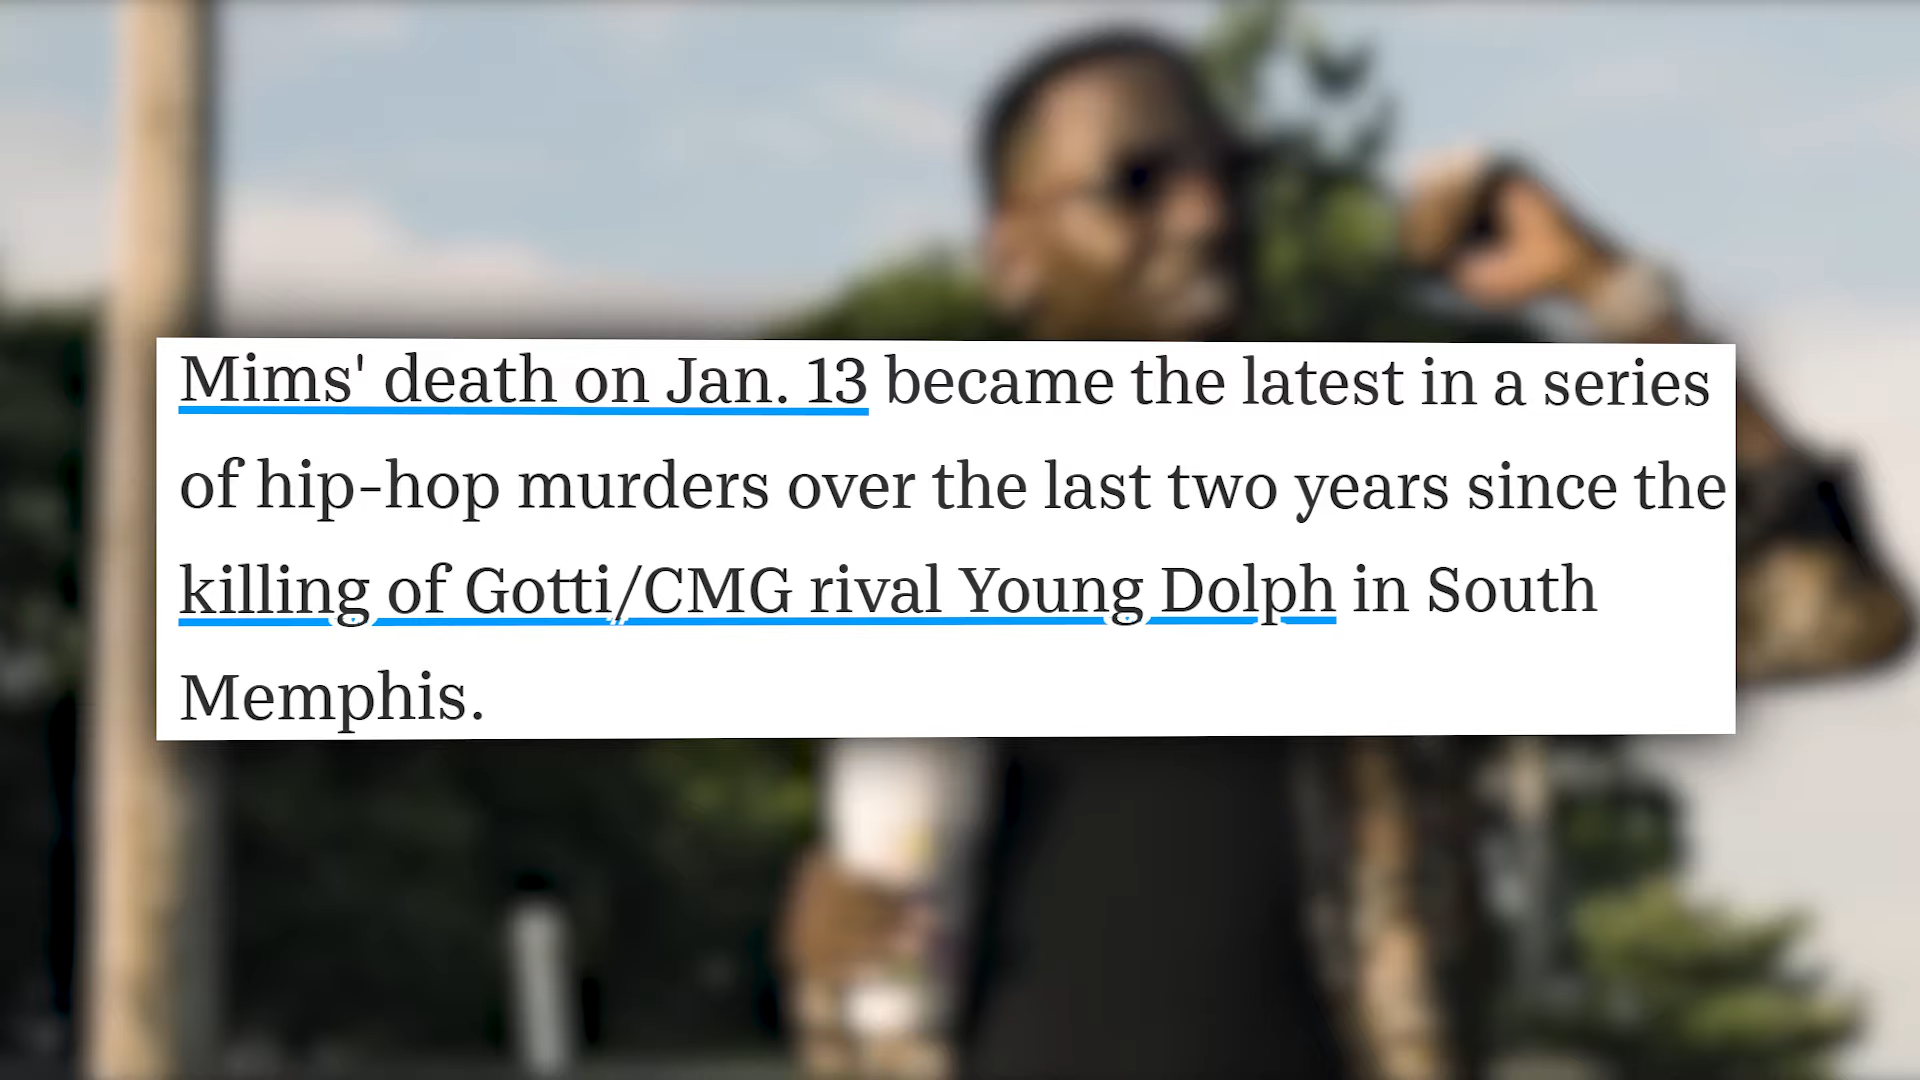 Mims' death on Jan. 13 became the latest in a series
of hip-hop murders over the last two years since the
killing of Gotti/CMG rival Young Dolph in South
Memphis.